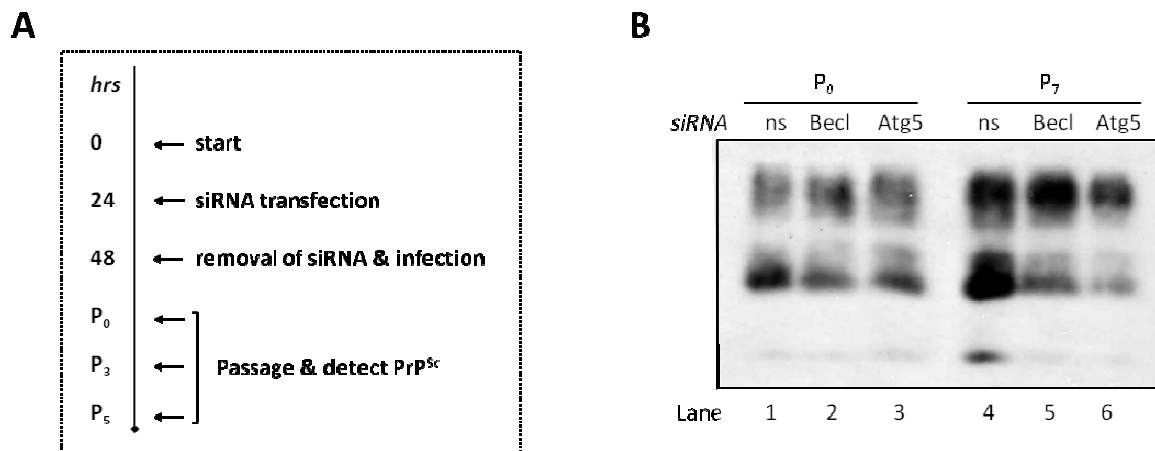 A
hrs
0 start
24 siRNA transfection
48 removal of siRNA & infection
P0
P3 Passage & detect PrPSc
P5
B
P0 P7
siRNA ns Becl Atg5 ns Becl Atg5
Lane 1 2 3 4 5 6